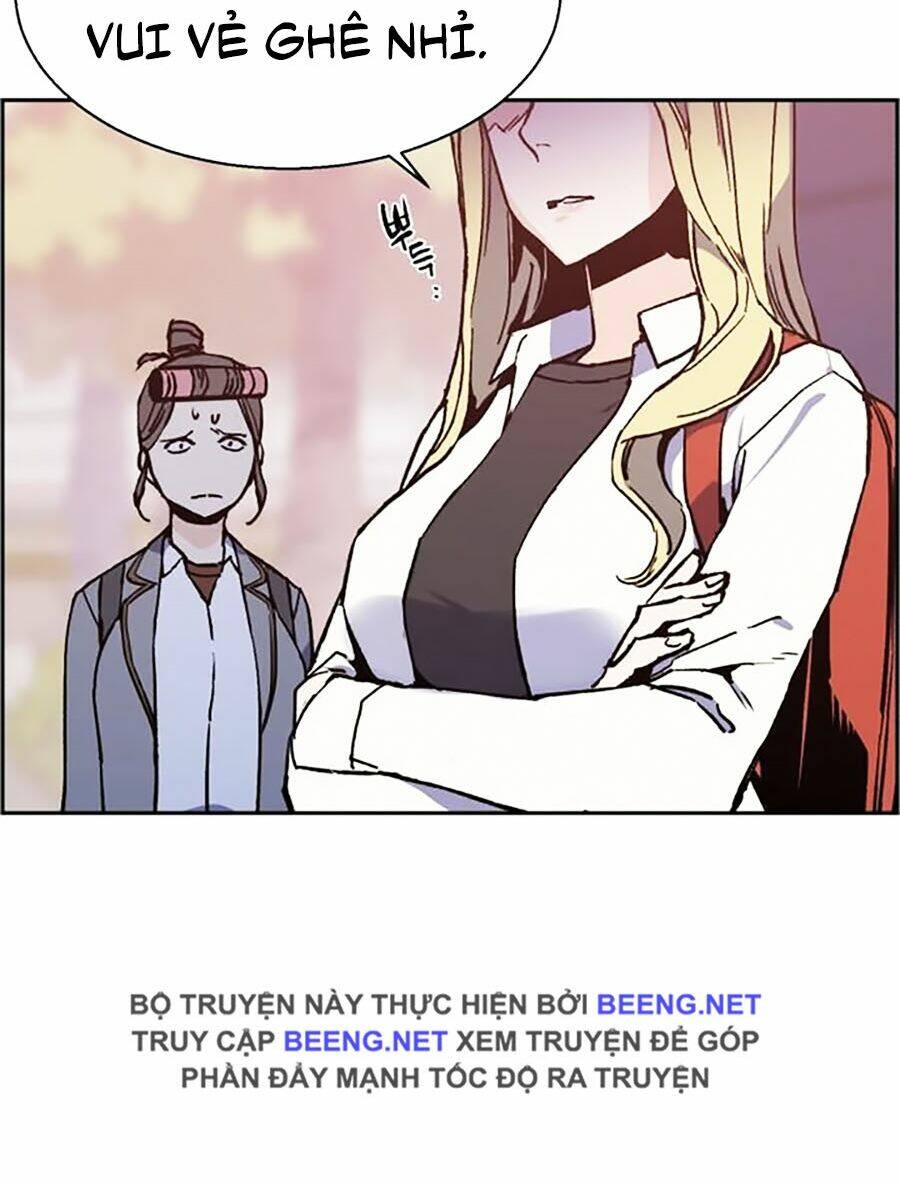 VUI VẺ GHÊ NHỈ.
뿌득
BỘ TRUYỆN NÀY THỰC HIỆN BỞI BEENG.NET
TRUY CẬP BEENG.NET XEM TRUYỆN ĐỂ GÓP
PHẦN ĐẨY MẠNH TỐC ĐỘ RA TRUYỆN